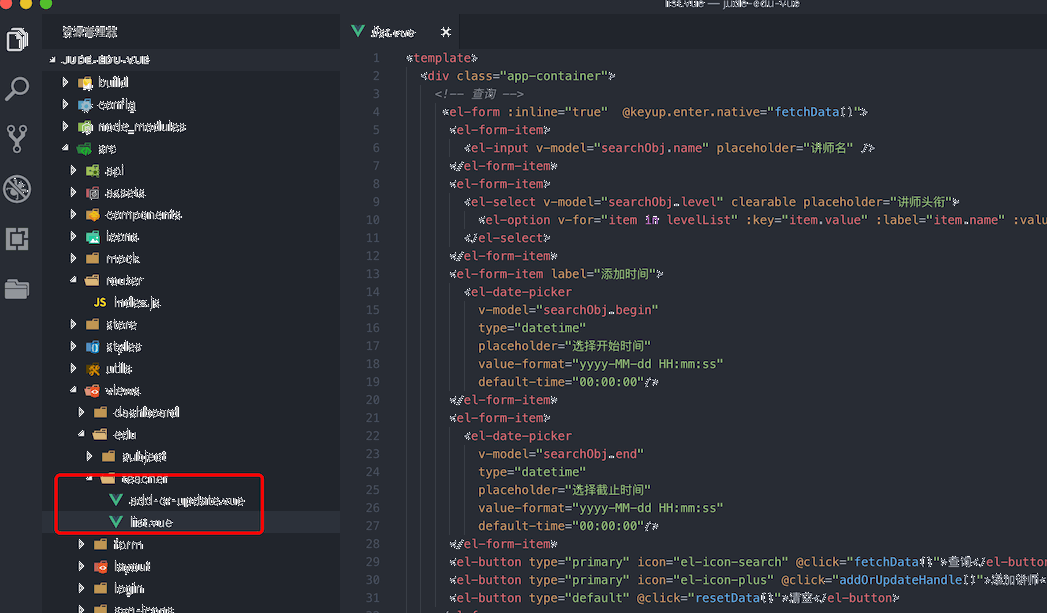 list.vue — jude-edu-vue
资源管理器
JUDE-EDU-VUE
build
config
node_modules
src
api
assets
components
icons
mock
router
JS index.js
store
styles
utils
views
dashboard
edu
subject
teacher
add-or-update.vue
list.vue
form
layout
login
list.vue ×
1 <template>
2 <div class="app-container">
3 <!-- 查询 -->
4 <el-form :inline="true" @keyup.enter.native="fetchData()">
5 <el-form-item>
6 <el-input v-model="searchObj.name" placeholder="讲师名" />
7 </el-form-item>
8 <el-form-item>
9 <el-select v-model="searchObj.level" clearable placeholder="讲师头衔">
10 <el-option v-for="item in levelList" :key="item.value" :label="item.name" :valu
11 </el-select>
12 </el-form-item>
13 <el-form-item label="添加时间">
14 <el-date-picker
15 v-model="searchObj.begin"
16 type="datetime"
17 placeholder="选择开始时间"
18 value-format="yyyy-MM-dd HH:mm:ss"
19 default-time="00:00:00"/>
20 </el-form-item>
21 <el-form-item>
22 <el-date-picker
23 v-model="searchObj.end"
24 type="datetime"
25 placeholder="选择截止时间"
26 value-format="yyyy-MM-dd HH:mm:ss"
27 default-time="00:00:00"/>
28 </el-form-item>
29 <el-button type="primary" icon="el-icon-search" @click="fetchData()">查询</el-button
30 <el-button type="primary" icon="el-icon-plus" @click="addOrUpdateHandle()">添加讲师<
31 <el-button type="default" @click="resetData()">清空</el-button>